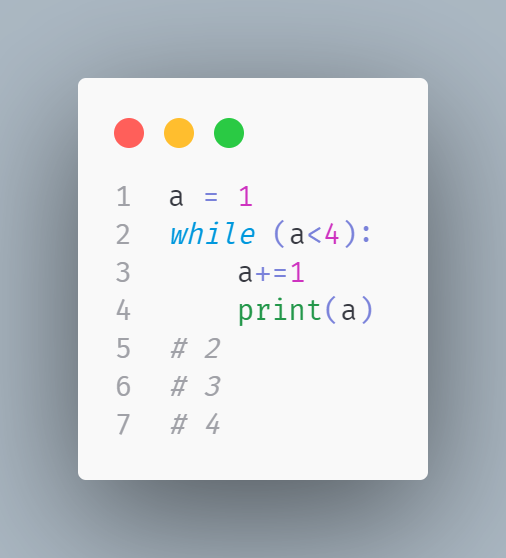 1 a = 1
2 while (a<4):
3     a+=1
4     print(a)
5 # 2
6 # 3
7 # 4